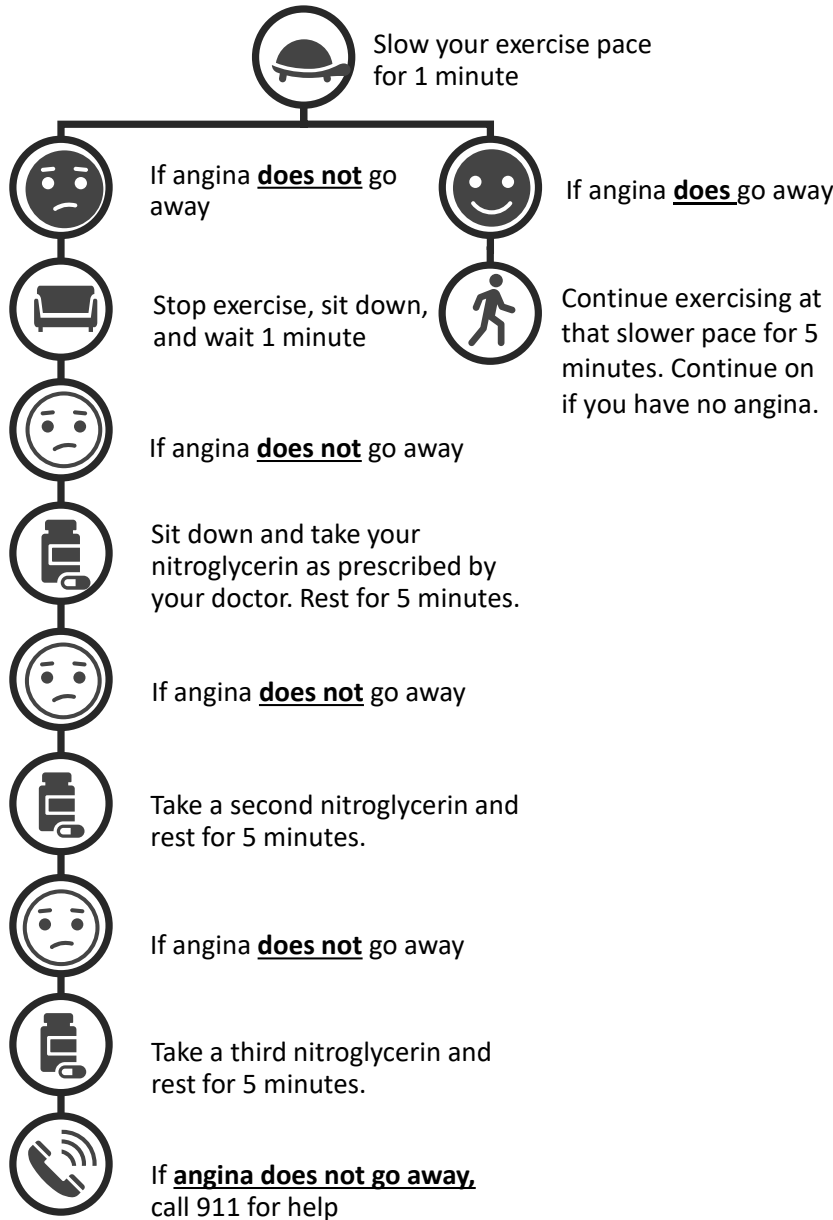 Slow your exercise pace
for 1 minute
If angina does not go
away
If angina does go away
Stop exercise, sit down,
and wait 1 minute
Continue exercising at
that slower pace for 5
minutes. Continue on
if you have no angina.
If angina does not go away
Sit down and take your
nitroglycerin as prescribed by
your doctor. Rest for 5 minutes.
If angina does not go away
Take a second nitroglycerin and
rest for 5 minutes.
If angina does not go away
Take a third nitroglycerin and
rest for 5 minutes.
If angina does not go away,
call 911 for help